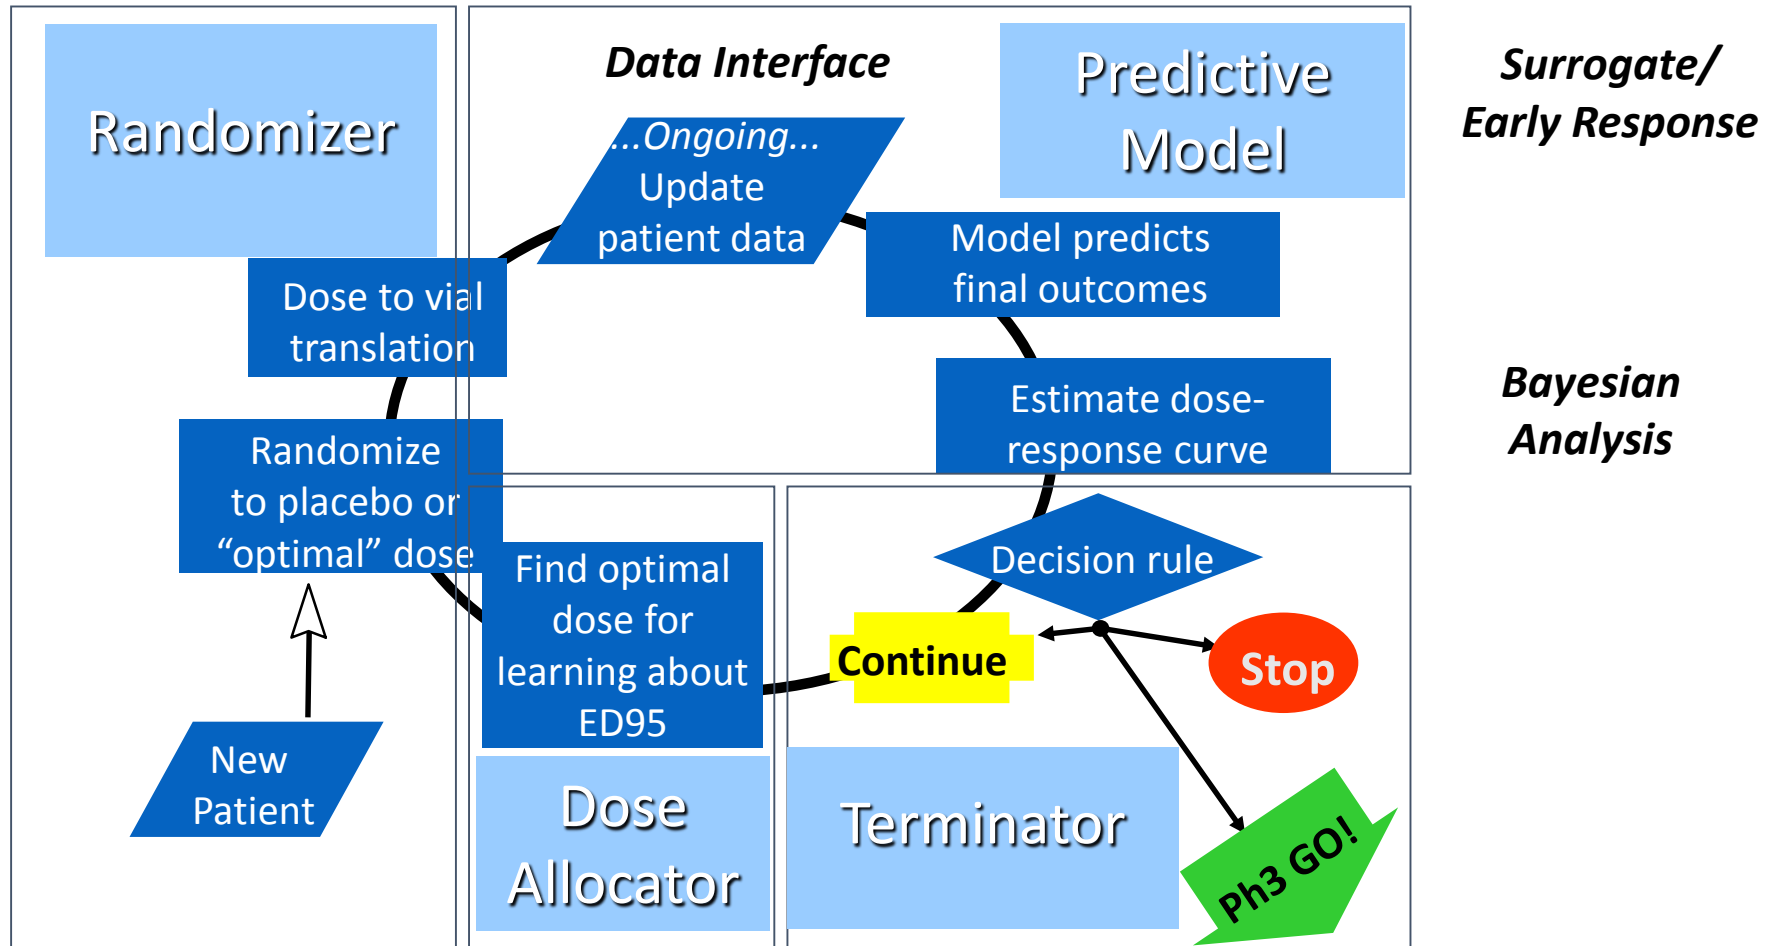 Randomizer
Data Interface
Predictive
Model
Surrogate/
Early Response
...Ongoing...
Update
patient data
Model predicts
final outcomes
Dose to vial
translation
Estimate dose-
response curve
Bayesian
Analysis
Randomize
to placebo or
“optimal” dose
Find optimal
dose for
learning about
ED95
Decision rule
Continue
Stop
New
Patient
Dose
Allocator
Terminator
Ph3 GO!